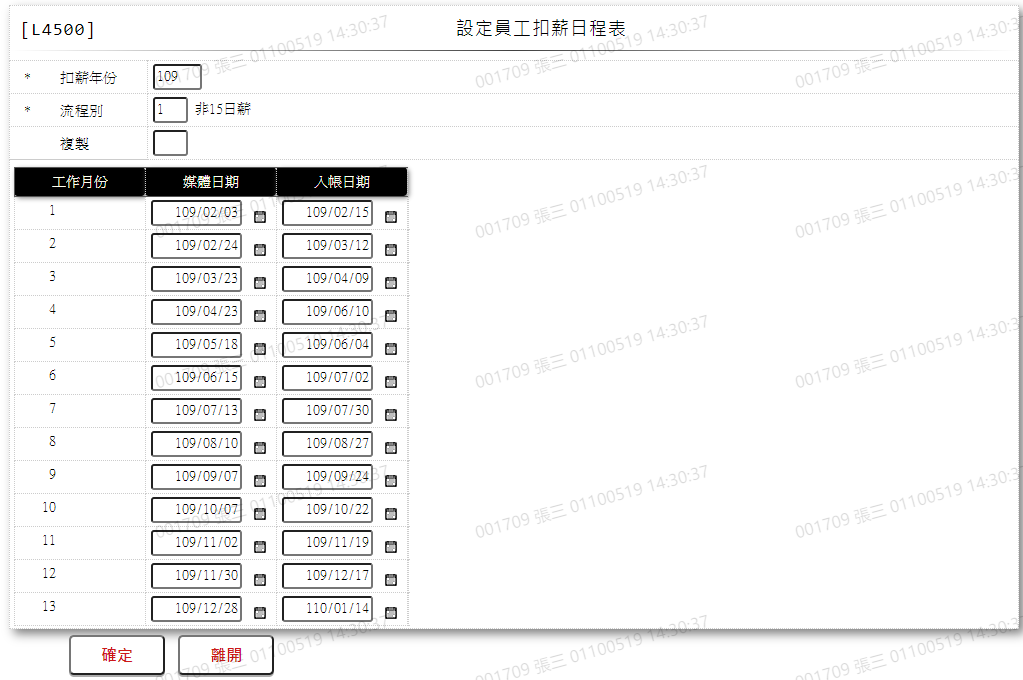 [L4500] 設定員工扣薪日程表
* 扣薪年份 109
* 流程別 1 非15日薪
複製
工作月份 媒體日期 入帳日期
1 109/02/03 109/02/15
2 109/02/24 109/03/12
3 109/03/23 109/04/09
4 109/04/23 109/06/10
5 109/05/18 109/06/04
6 109/06/15 109/07/02
7 109/07/13 109/07/30
8 109/08/10 109/08/27
9 109/09/07 109/09/24
10 109/10/07 109/10/22
11 109/11/02 109/11/19
12 109/11/30 109/12/17
13 109/12/28 110/01/14
確定 離開
001709 張三 01100519 14:30:37